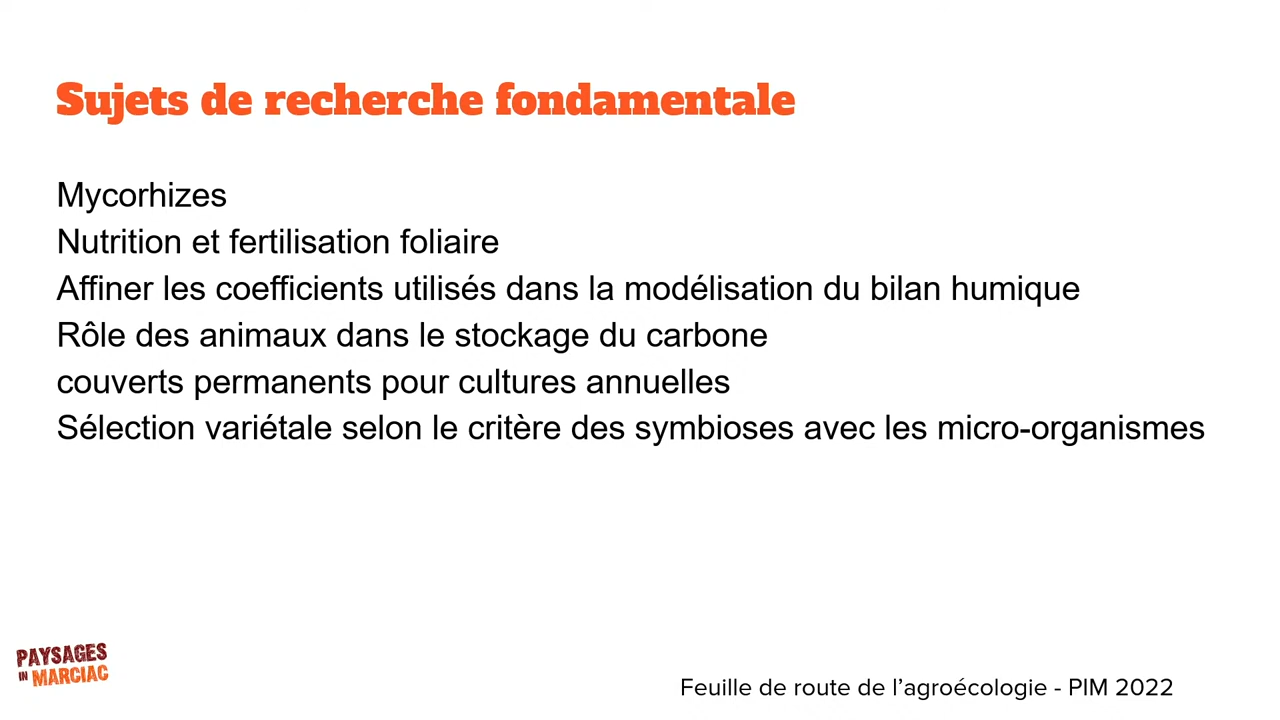 Sujets de recherche fondamentale
Mycorhizes
Nutrition et fertilisation foliaire
Affiner les coefficients utilisés dans la modélisation du bilan humique
Rôle des animaux dans le stockage du carbone
couverts permanents pour cultures annuelles
Sélection variétale selon le critère des symbioses avec les micro-organismes
PAYSAGES
IN MARCIAC
Feuille de route de l’agroécologie - PIM 2022